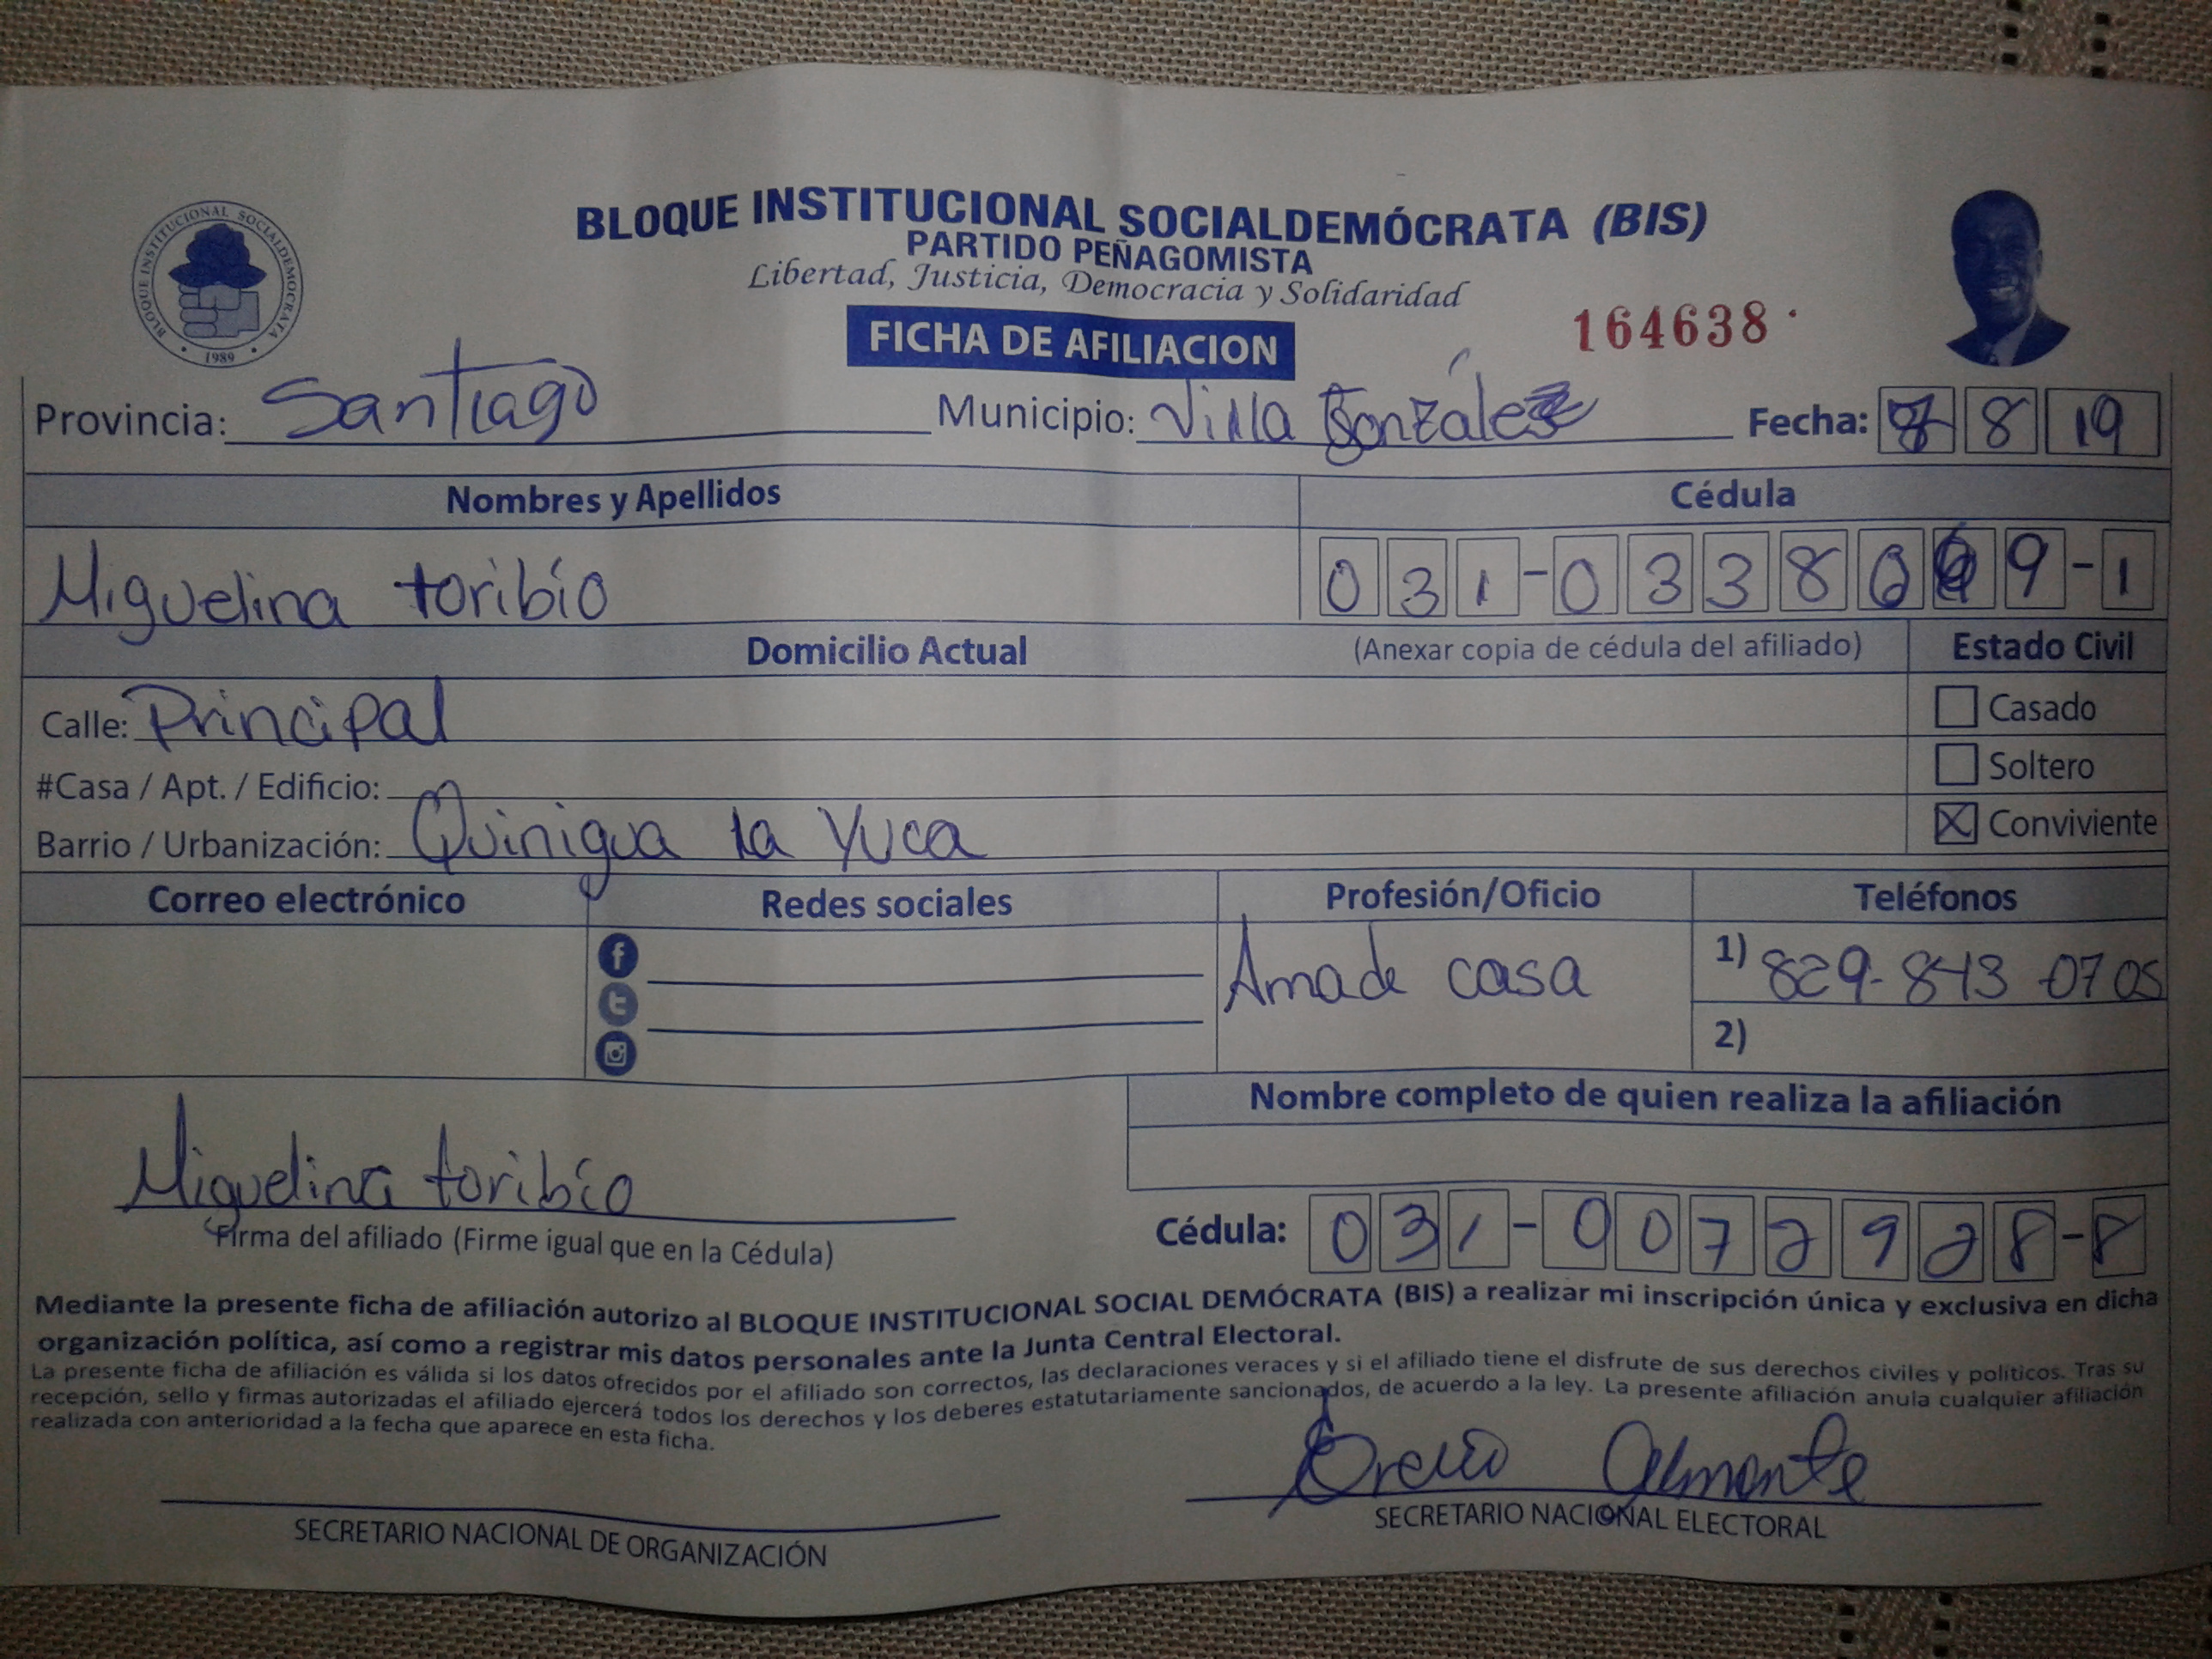 BLOQUE INSTITUCIONAL SOCIALDEMOCRATA
1989
BLOQUE INSTITUCIONAL SOCIALDEMÓCRATA (BIS)
PARTIDO PEÑAGOMISTA
Libertad, Justicia, Democracia y Solidaridad
164638
FICHA DE AFILIACION
Provincia: Santiago Municipio: Villa González Fecha: 8 19
Nombres y Apellidos Cédula
Miguelina toribío 031-03380 9-1
Domicilio Actual (Anexar copia de cédula del afiliado) Estado Civil
Calle: Principal Casado
#Casa / Apt. / Edificio: Soltero
Barrio / Urbanización: Quinigua la Yuca Conviviente
Correo electrónico Redes sociales Profesión/Oficio Teléfonos
Ama de casa 1) 829-843 0705
2)
Nombre completo de quien realiza la afiliación
Miguelina toribío
Firma del afiliado (Firme igual que en la Cédula) Cédula: 031-0072928-8
Mediante la presente ficha de afiliación autorizo al BLOQUE INSTITUCIONAL SOCIAL DEMÓCRATA (BIS) a realizar mi inscripción única y exclusiva en dicha
organización política, así como a registrar mis datos personales ante la Junta Central Electoral.
La presente ficha de afiliación es válida si los datos ofrecidos por el afiliado son correctos, las declaraciones veraces y si el afiliado tiene el disfrute de sus derechos civiles y políticos. Tras su
recepción, sello y firmas autorizadas el afiliado ejercerá todos los derechos y los deberes estatutariamente sancionados, de acuerdo a la ley. La presente afiliación anula cualquier afiliación
realizada con anterioridad a la fecha que aparece en esta ficha.
Almonte
SECRETARIO NACIONAL DE ORGANIZACIÓN
SECRETARIO NACIONAL ELECTORAL